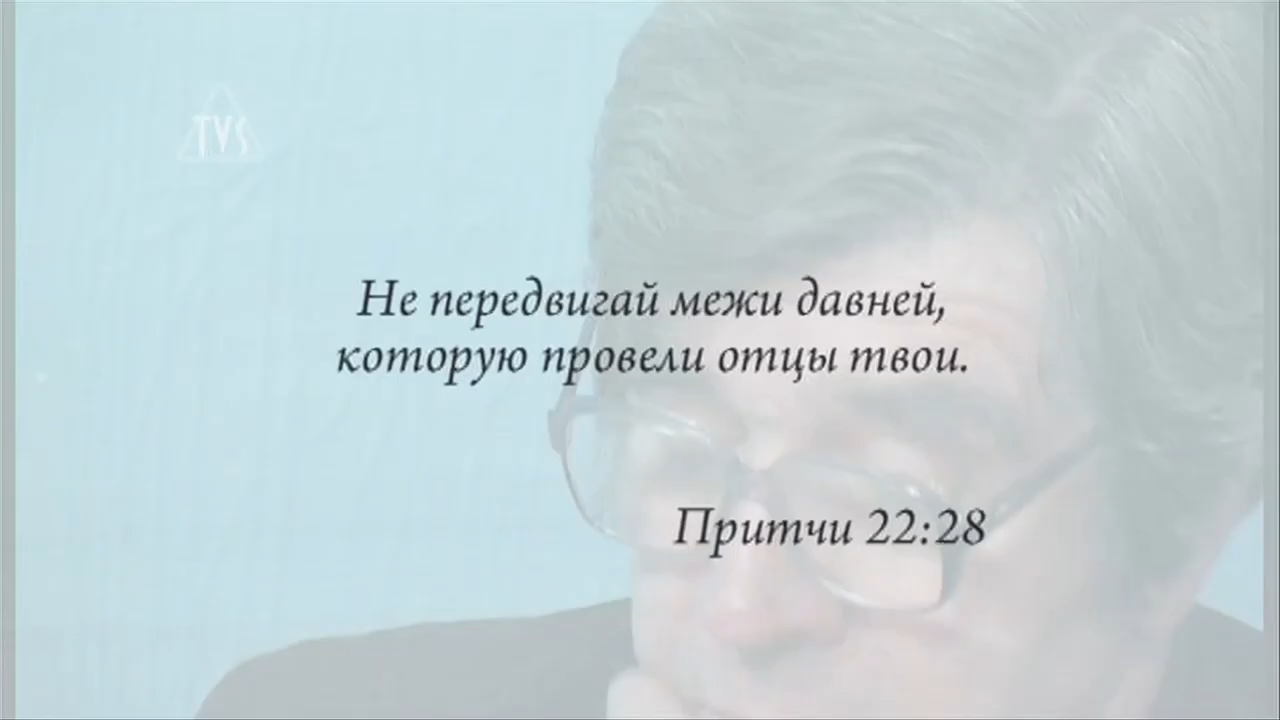 TVS
Не передвигай межи давней,
которую провели отцы твои.
Притчи 22:28